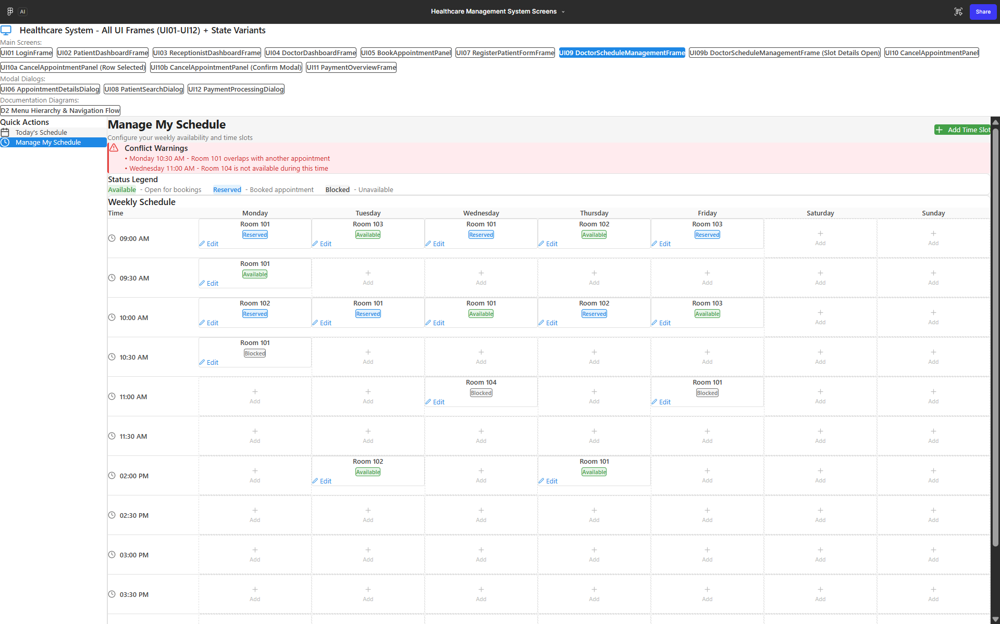 AI
Healthcare Management System Screens
Share
Healthcare System - All UI Frames (UI01-UI12) + State Variants
Main Screens:
UI01 LoginFrame UI02 PatientDashboardFrame UI03 ReceptionistDashboardFrame UI04 DoctorDashboardFrame UI05 BookAppointmentPanel UI07 RegisterPatientFormFrame UI09 DoctorScheduleManagementFrame UI09b DoctorScheduleManagementFrame (Slot Details Open) UI10 CancelAppointmentPanel
UI10a CancelAppointmentPanel (Row Selected) UI10b CancelAppointmentPanel (Confirm Modal) UI11 PaymentOverviewFrame
Modal Dialogs:
UI06 AppointmentDetailsDialog UI08 PatientSearchDialog UI12 PaymentProcessingDialog
Documentation Diagrams:
D2 Menu Hierarchy & Navigation Flow
Quick Actions
Today's Schedule
Manage My Schedule
Manage My Schedule
Configure your weekly availability and time slots
Add Time Slot
Conflict Warnings
• Monday 10:30 AM - Room 101 overlaps with another appointment
• Wednesday 11:00 AM - Room 104 is not available during this time
Status Legend
Available - Open for bookings Reserved - Booked appointment Blocked - Unavailable
Weekly Schedule
Time Monday Tuesday Wednesday Thursday Friday Saturday Sunday
Room 101 Room 103 Room 101 Room 102 Room 103
Reserved Available Reserved Available Reserved
09:00 AM
Edit Edit Edit Edit Edit Add Add
Room 101
Available
09:30 AM
Edit Add Add Add Add Add Add
Room 102 Room 101 Room 101 Room 102 Room 103
Reserved Reserved Available Reserved Available
10:00 AM
Edit Edit Edit Edit Edit Add Add
Room 101
Blocked
10:30 AM
Edit Add Add Add Add Add Add
Room 104 Room 101
Blocked Blocked
11:00 AM
Add Add Edit Add Edit Add Add
11:30 AM
Add Add Add Add Add Add Add
Room 102 Room 101
Available Available
02:00 PM
Add Edit Add Edit Add Add Add
02:30 PM
Add Add Add Add Add Add Add
03:00 PM
Add Add Add Add Add Add Add
03:30 PM
Add Add Add Add Add Add Add